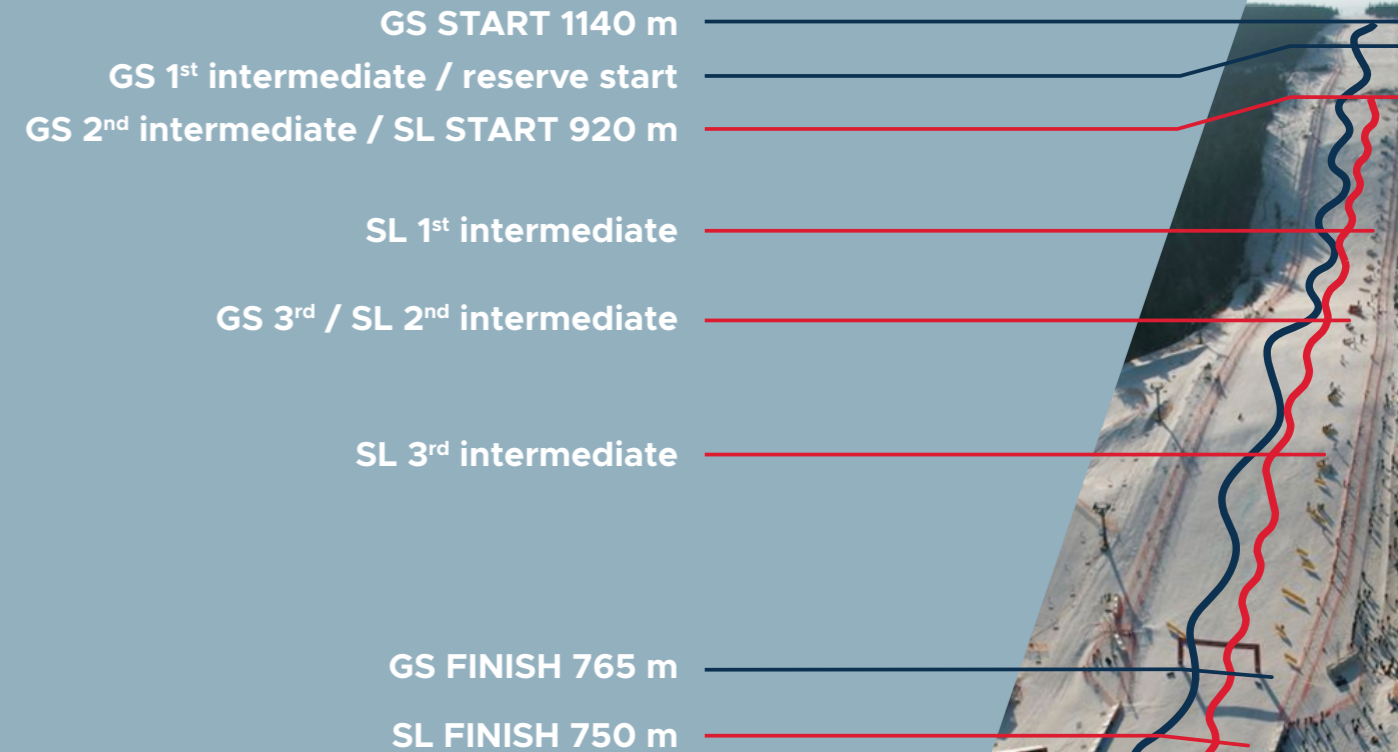 GS START 1140 m
GS 1st intermediate / reserve start
GS 2nd intermediate / SL START 920 m
SL 1st intermediate
GS 3rd / SL 2nd intermediate
SL 3rd intermediate
GS FINISH 765 m
SL FINISH 750 m